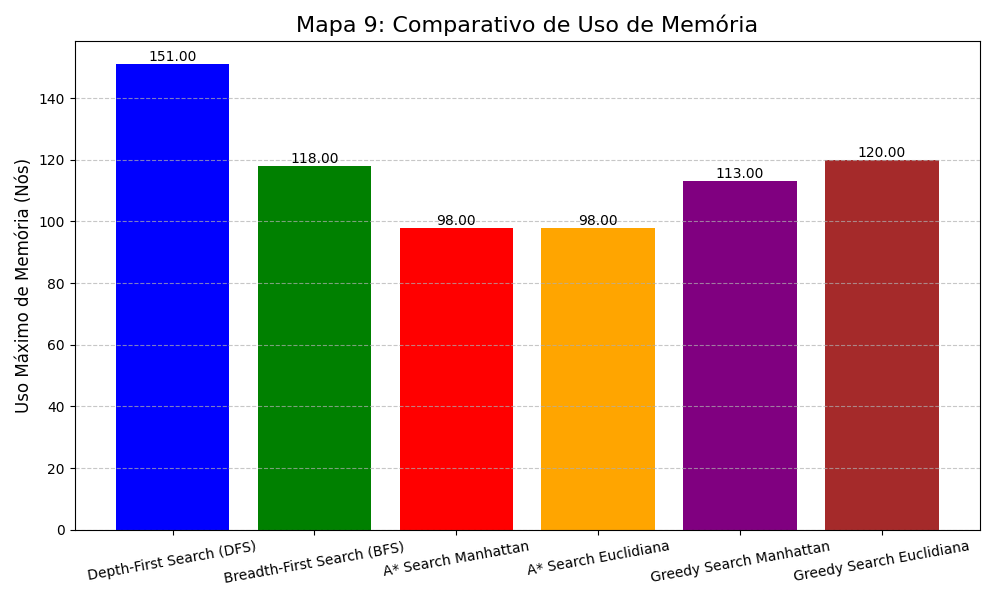 Mapa 9: Comparativo de Uso de Memória
Uso Máximo de Memória (Nós)
140
120
100
80
60
40
20
0
151.00
118.00
98.00
98.00
113.00
120.00
Depth-First Search (DFS)
Breadth-First Search (BFS)
A* Search Manhattan
A* Search Euclidiana
Greedy Search Manhattan
Greedy Search Euclidiana